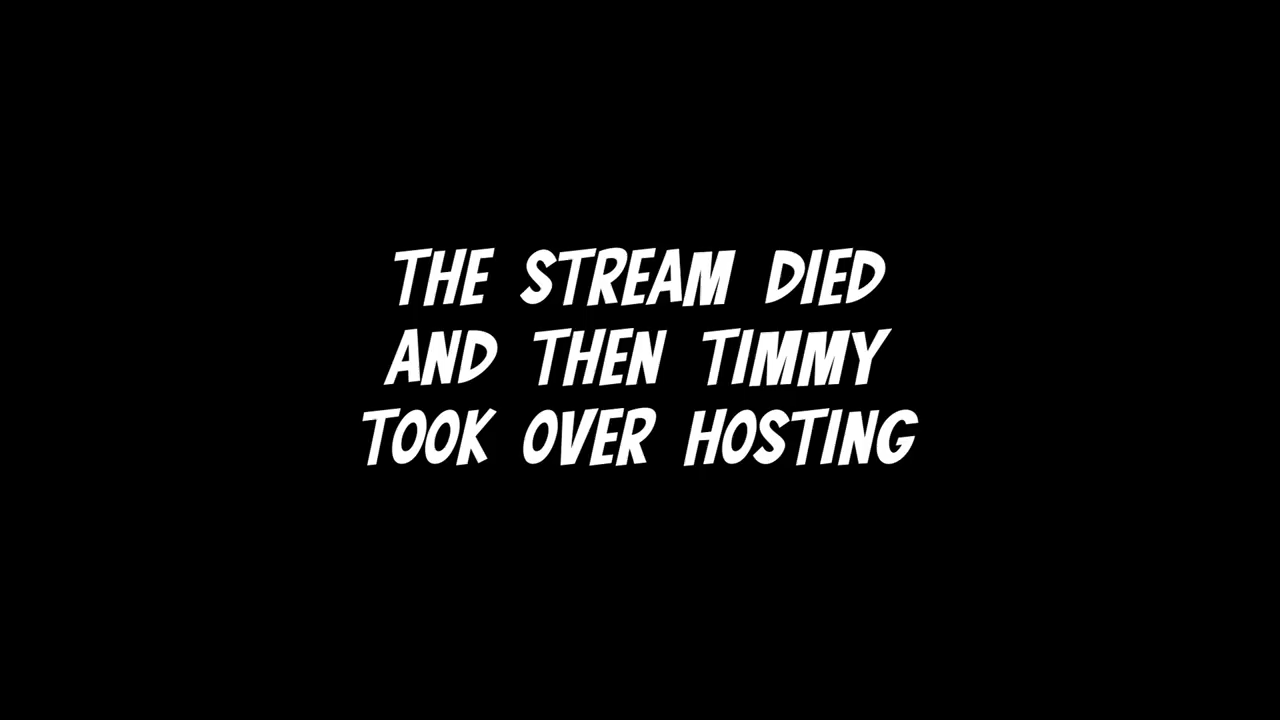 THE STREAM DIED
AND THEN TIMMY
TOOK OVER HOSTING